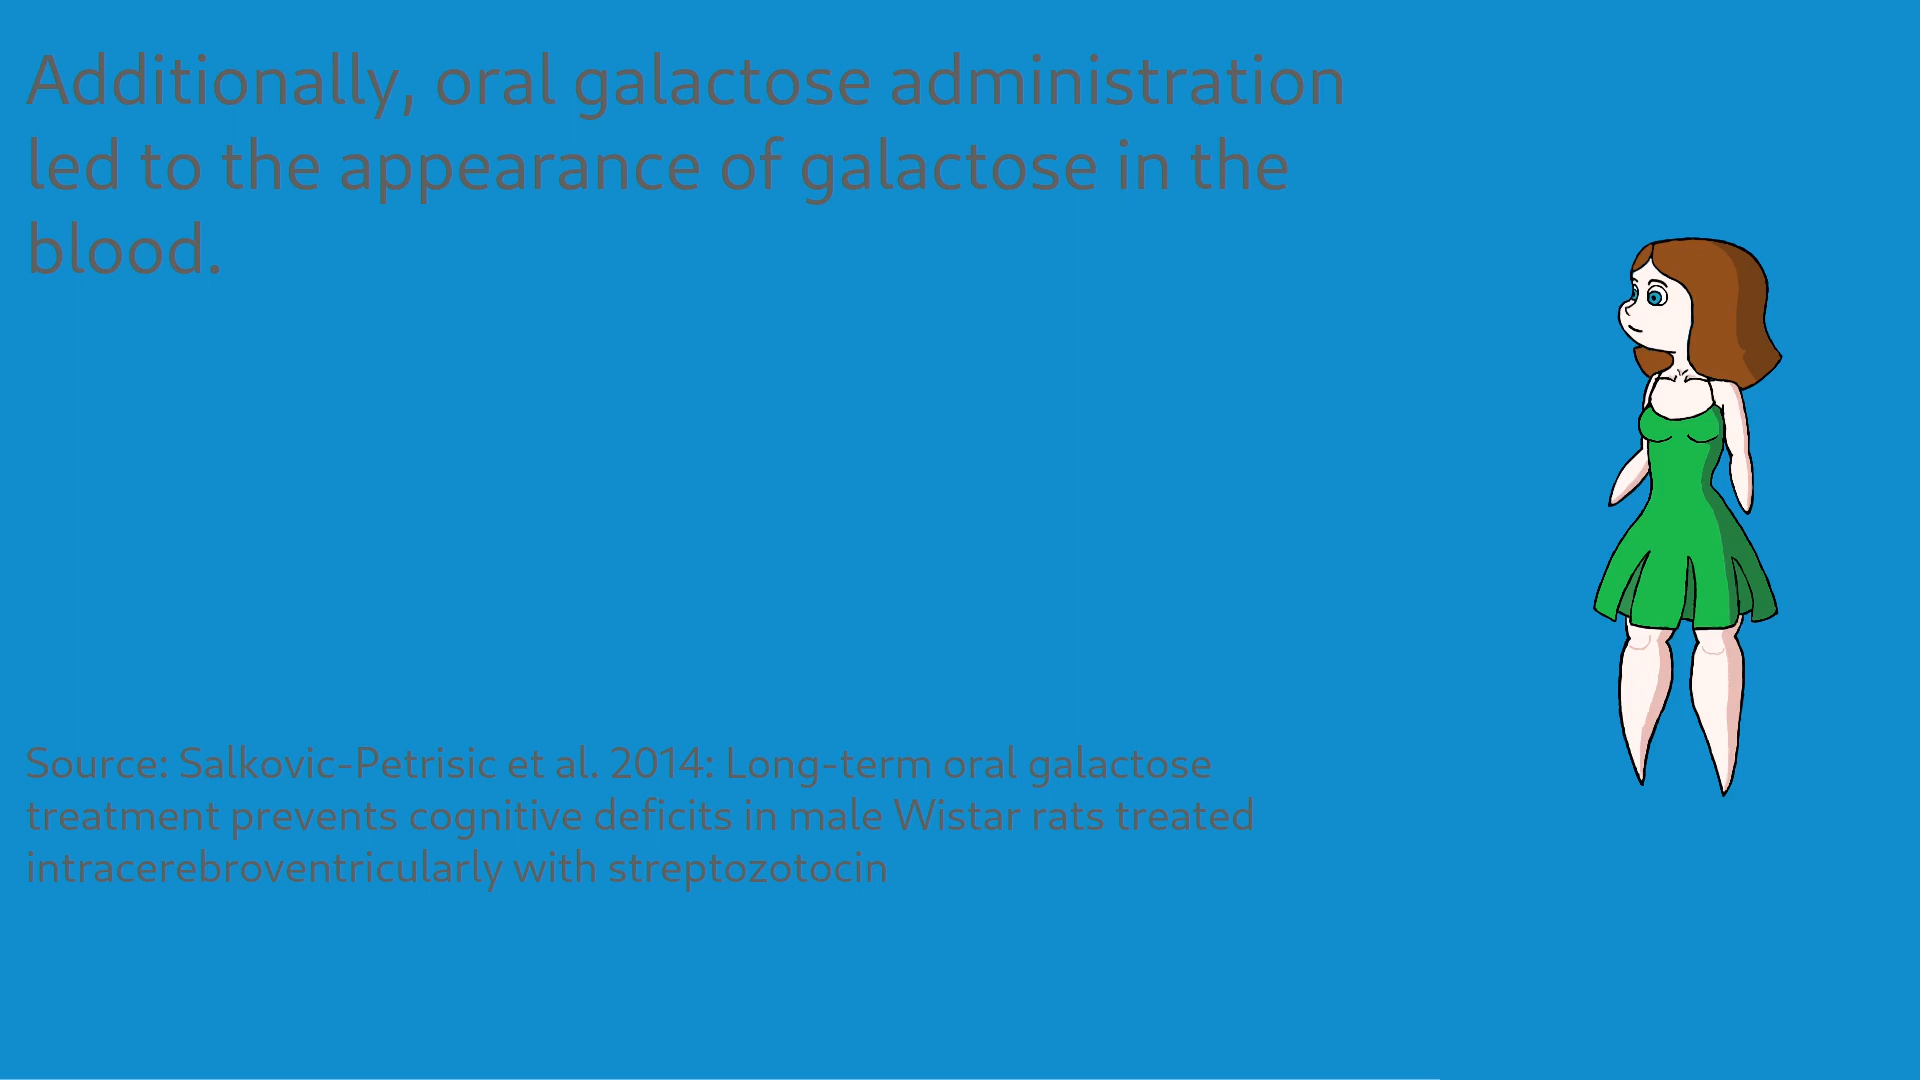 Additionally, oral galactose administration
led to the appearance of galactose in the
blood.
Source: Salkovic-Petrisic et al. 2014: Long-term oral galactose
treatment prevents cognitive deficits in male Wistar rats treated
intracerebroventricularly with streptozotocin